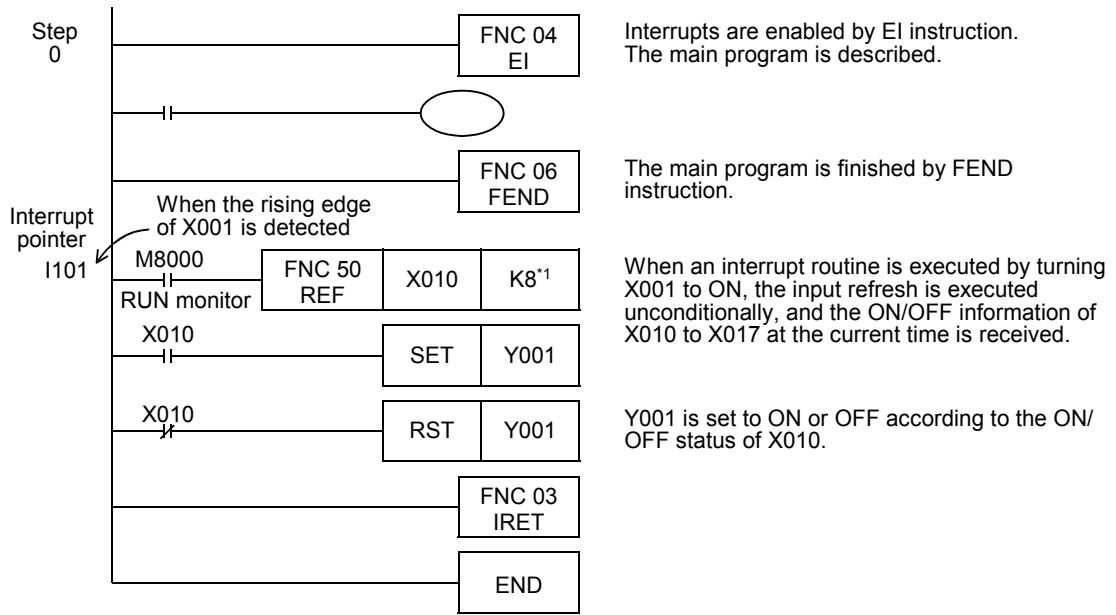 Step
0
FNC 04
EI
Interrupts are enabled by EI instruction.
The main program is described.
FNC 06
FEND
The main program is finished by FEND
instruction.
Interrupt
pointer
I101
When the rising edge
of X001 is detected
M8000
RUN monitor
FNC 50
REF
X010
K8*1
When an interrupt routine is executed by turning
X001 to ON, the input refresh is executed
unconditionally, and the ON/OFF information of
X010 to X017 at the current time is received.
X010
SET
Y001
X010
RST
Y001
Y001 is set to ON or OFF according to the ON/
OFF status of X010.
FNC 03
IRET
END